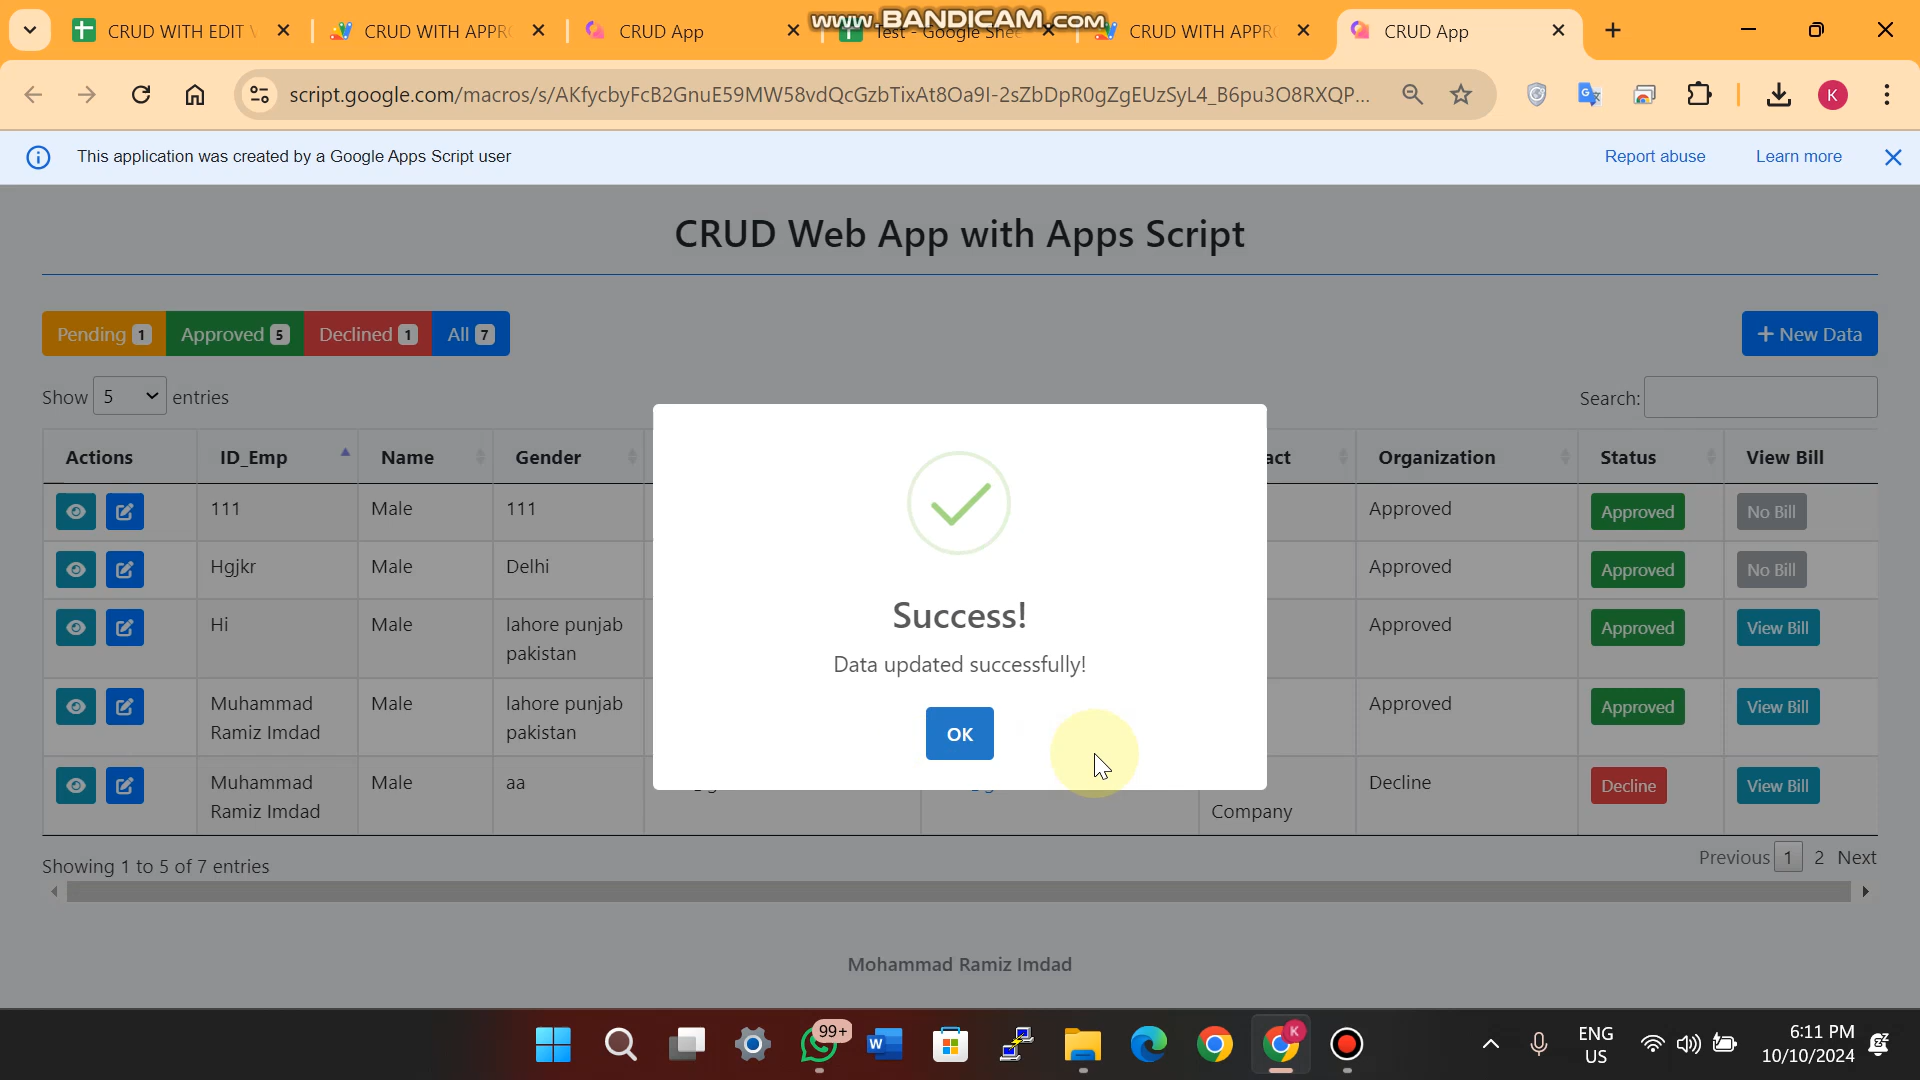 CRUD WITH EDIT
CRUD WITH APPR
CRUD App
www.BANDICAM.com
Test - Google Shee
CRUD WITH APPR
CRUD App
script.google.com/macros/s/AKfycbyFcB2GnuE59MW58vdQcGzbTixAt8Oa9I-2sZbDpR0gZgEUzSyL4_B6pu3O8RXQP...
K
This application was created by a Google Apps Script user
Report abuse
Learn more
CRUD Web App with Apps Script
Pending 1
Approved 5
Declined 1
All 7
+ New Data
Show 5 entries
Search:
Actions ID_Emp Name Gender act Organization Status View Bill
111 Male 111 Approved Approved No Bill
Hgjkr Male Delhi Approved Approved No Bill
Hi Male lahore punjab Approved Approved View Bill
pakistan
Muhammad Male lahore punjab Approved Approved View Bill
Ramiz Imdad pakistan
Muhammad Male aa Decline Decline View Bill
Ramiz Imdad Company
Success!
Data updated successfully!
OK
Showing 1 to 5 of 7 entries
Previous 1 2 Next
Mohammad Ramiz Imdad
99+
W
K
ENG
US
6:11 PM
10/10/2024